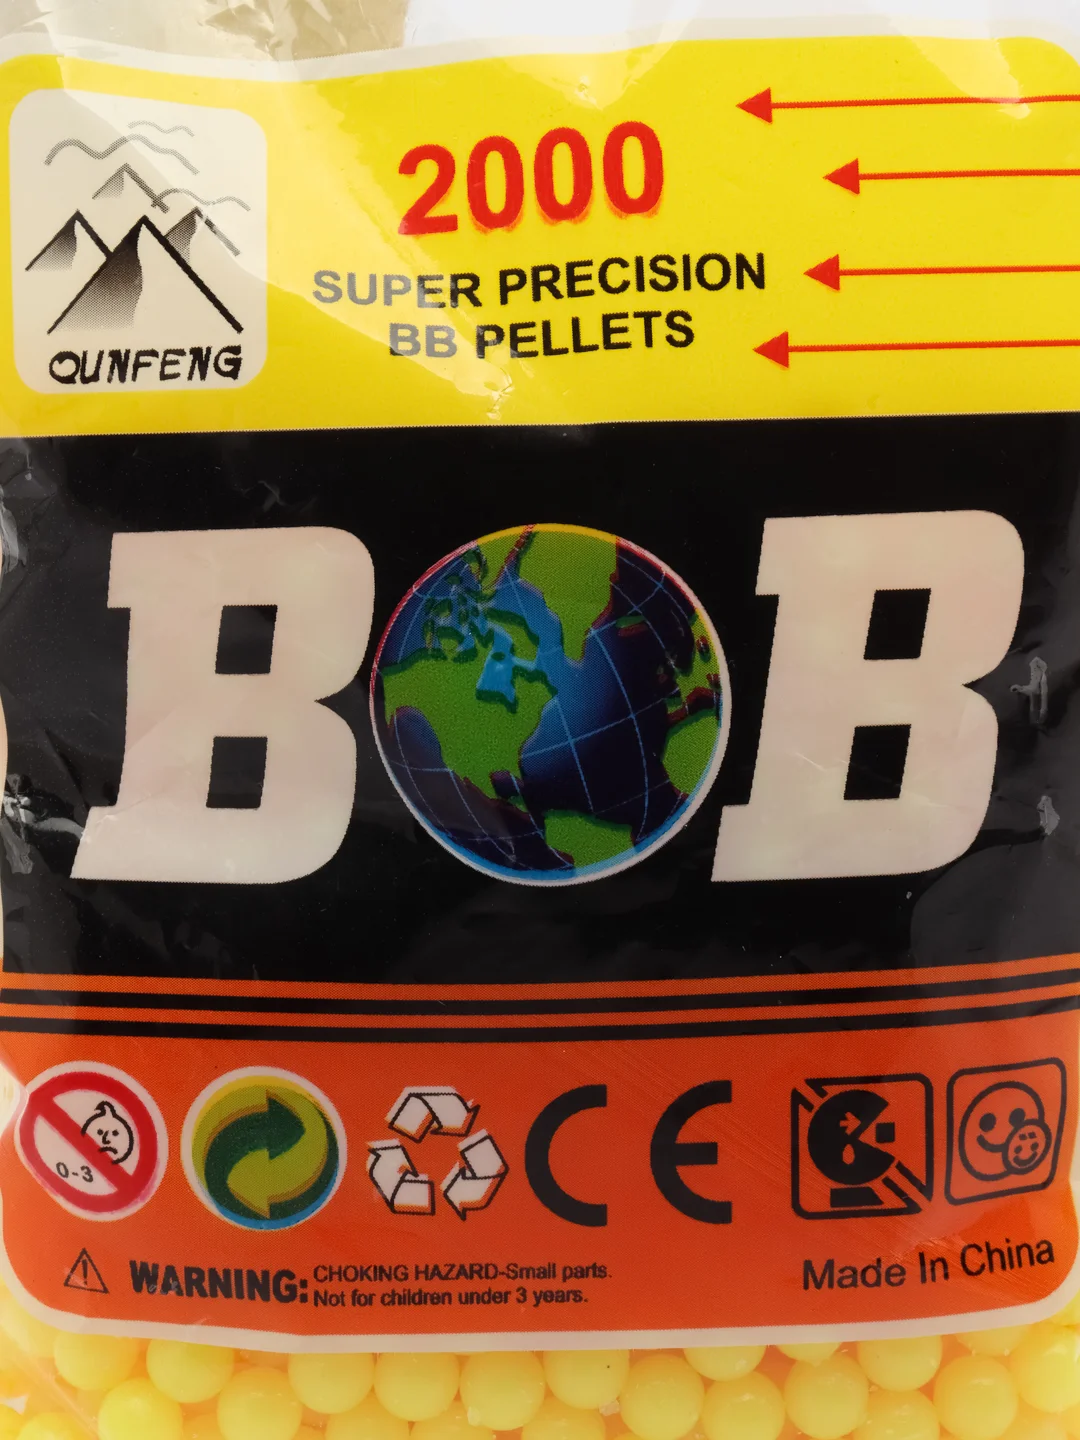 2000
SUPER PRECISION
BB PELLETS
QUNFENG
B B
0-3
CE
WARNING: CHOKING HAZARD-Small parts.
Not for children under 3 years.
Made In China